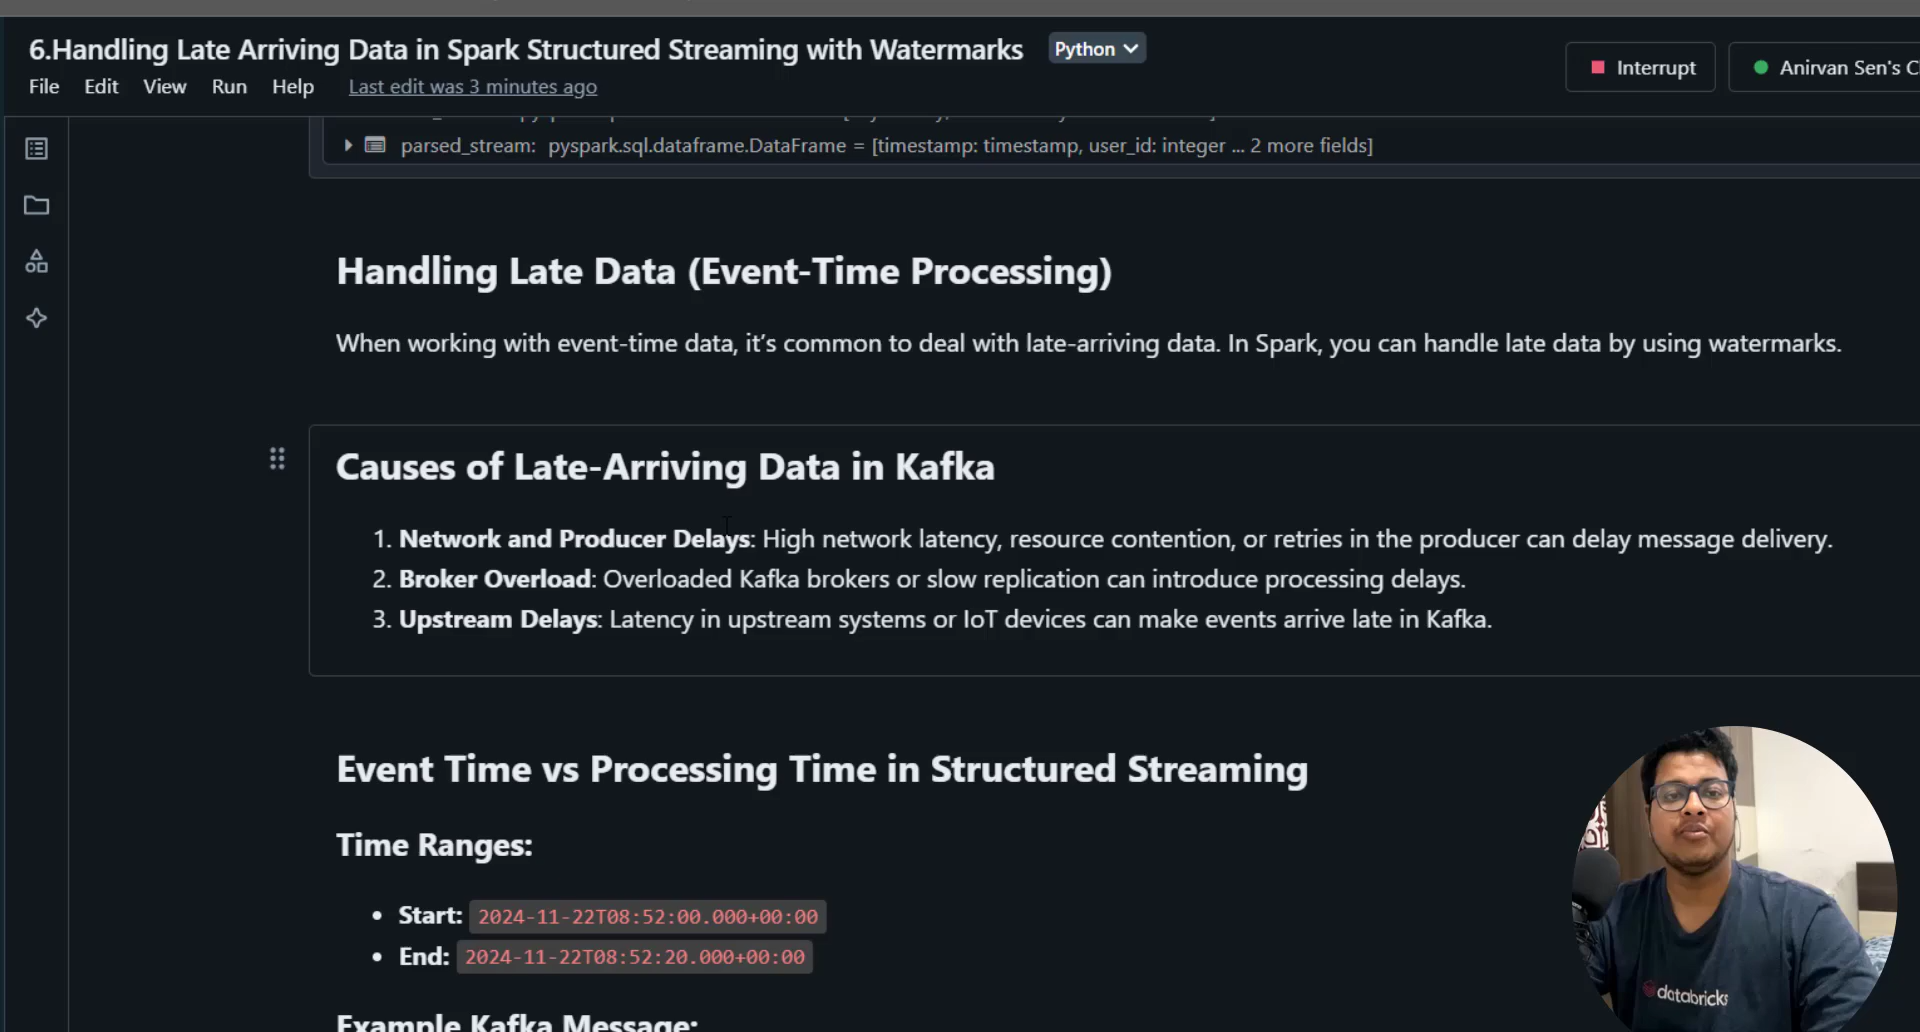 6.Handling Late Arriving Data in Spark Structured Streaming with Watermarks Python
Interrupt
Anirvan Sen's
File Edit View Run Help Last edit was 3 minutes ago
parsed_stream: pyspark.sql.dataframe.DataFrame = [timestamp: timestamp, user_id: integer ... 2 more fields]
Handling Late Data (Event-Time Processing)
When working with event-time data, it’s common to deal with late-arriving data. In Spark, you can handle late data by using watermarks.
Causes of Late-Arriving Data in Kafka
1. Network and Producer Delays: High network latency, resource contention, or retries in the producer can delay message delivery.
2. Broker Overload: Overloaded Kafka brokers or slow replication can introduce processing delays.
3. Upstream Delays: Latency in upstream systems or IoT devices can make events arrive late in Kafka.
Event Time vs Processing Time in Structured Streaming
Time Ranges:
• Start: 2024-11-22T08:52:00.000+00:00
• End: 2024-11-22T08:52:20.000+00:00
Example Kafka Message:
databricks